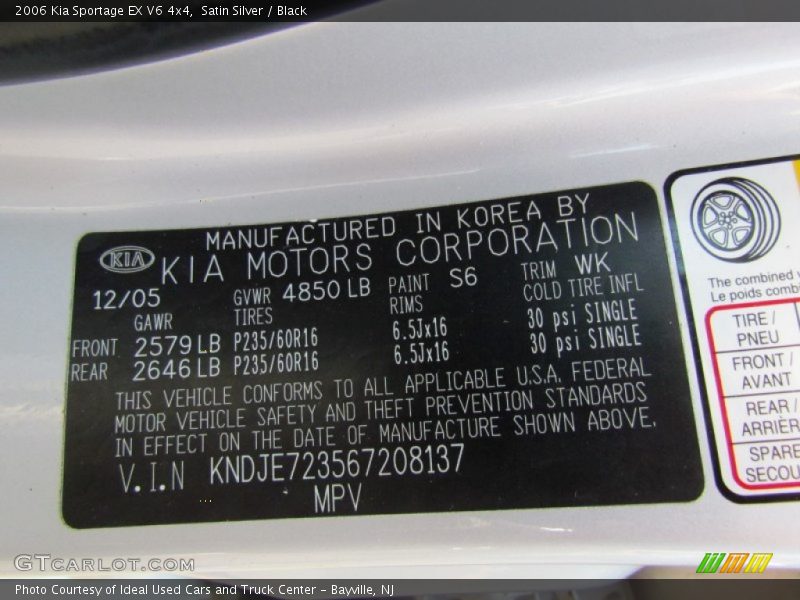 2006 Kia Sportage EX V6 4x4, Satin Silver / Black
MANUFACTURED IN KOREA BY
KIA KIA MOTORS CORPORATION
12/05 GVWR 4850 LB PAINT S6 TRIM WK
GAWR TIRES RIMS COLD TIRE INFL
FRONT 2579 LB P235/60R16 6.5Jx16 30 psi SINGLE
REAR 2646 LB P235/60R16 6.5Jx16 30 psi SINGLE
THIS VEHICLE CONFORMS TO ALL APPLICABLE U.S.A. FEDERAL
MOTOR VEHICLE SAFETY AND THEFT PREVENTION STANDARDS
IN EFFECT ON THE DATE OF MANUFACTURE SHOWN ABOVE.
V.I.N KNDJE723567208137
MPV
The combined
Le poids
TIRE /
PNEU
FRONT /
AVANT
REAR /
SPARE
GTCARLOT.COM
Photo Courtesy of Ideal Used Cars and Truck Center - Bayville, NJ